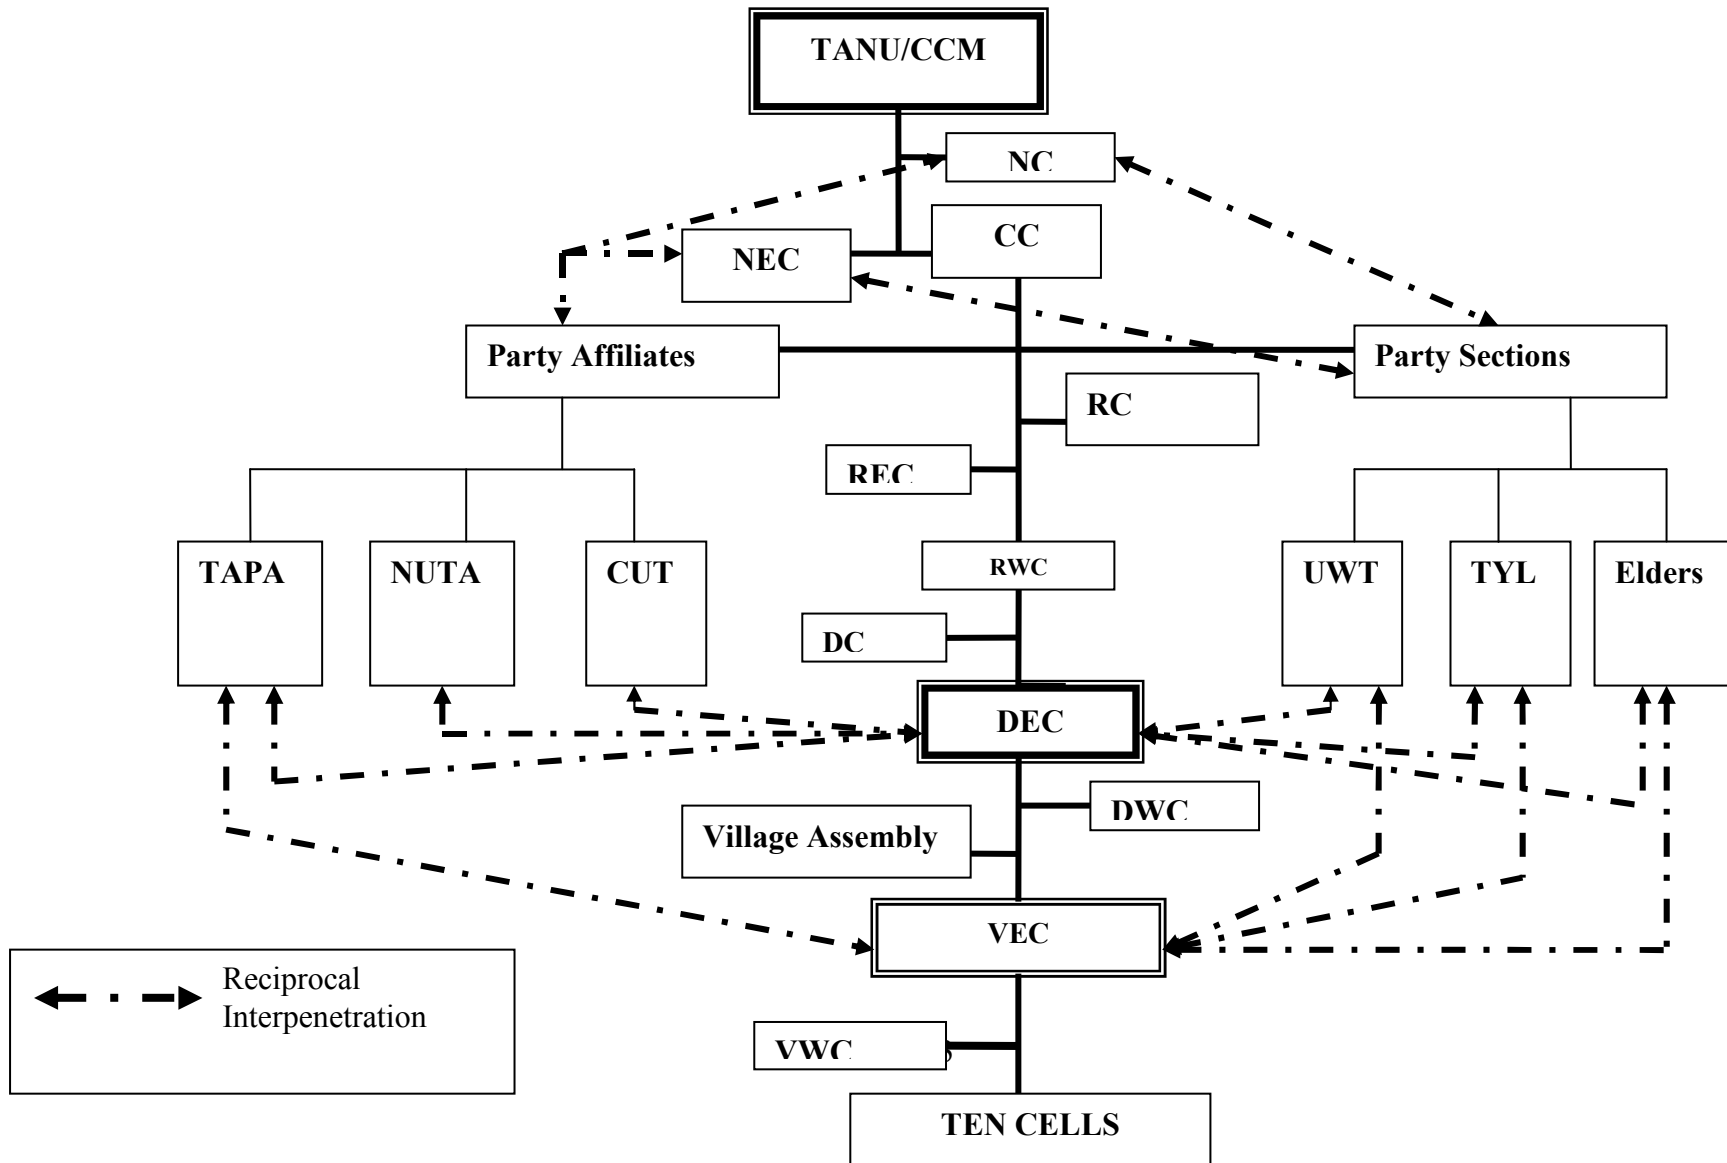 TANU/CCM
NC
CC
NEC
Party Affiliates
Party Sections
RC
REC
TAPA
NUTA
CUT
RWC
UWT
TYL
Elders
DC
DEC
DWC
Village Assembly
VEC
Reciprocal
Interpenetration
VWC
TEN CELLS